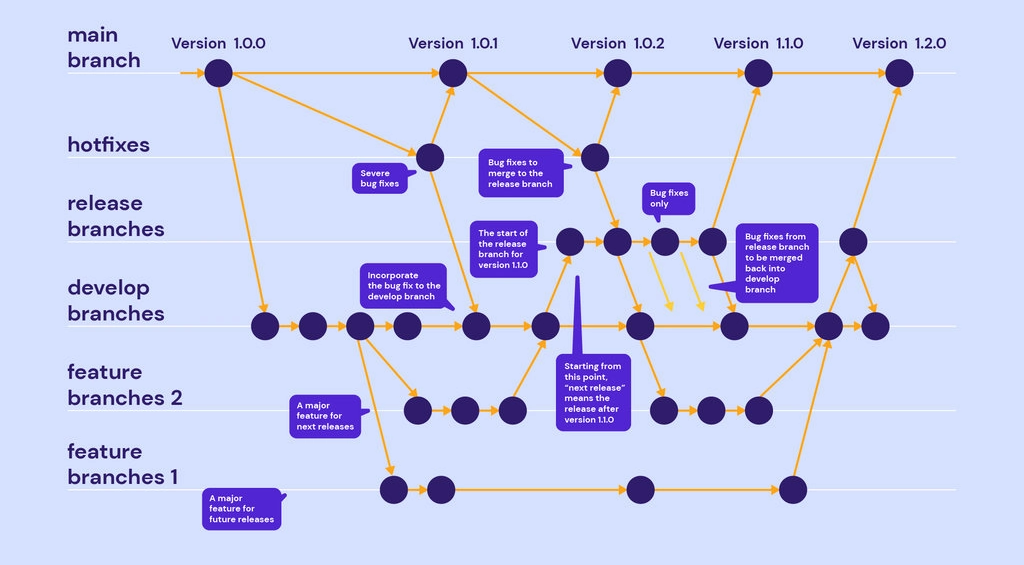 main
branch
Version 1.0.0
Version 1.0.1
Version 1.0.2
Version 1.1.0
Version 1.2.0
hotfixes
Severe
bug fixes
Bug fixes to
merge to the
release branch
release
branches
Bug fixes
only
The start of
the release
branch for
version 1.1.0
Bug fixes from
release branch
to be merged
back into
develop
branch
develop
branches
Incorporate
the bug fix to the
develop branch
Starting from
this point,
“next release”
means the
release after
version 1.1.0
feature
branches 2
A major
feature for
next releases
feature
branches 1
A major
feature for
future releases